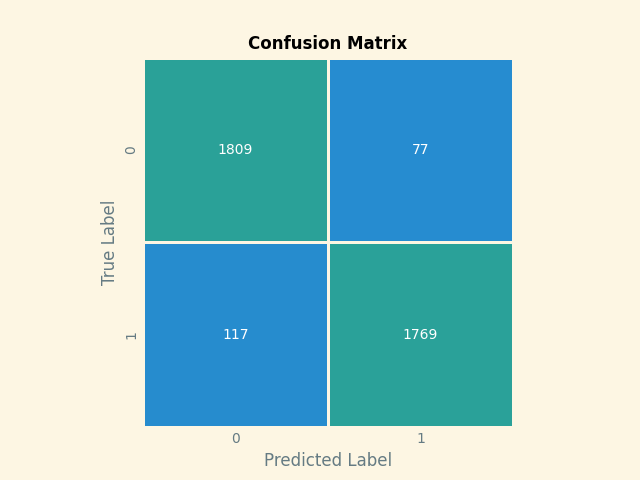 Confusion Matrix
True Label
0
1809
77
1
117
1769
0
1
Predicted Label